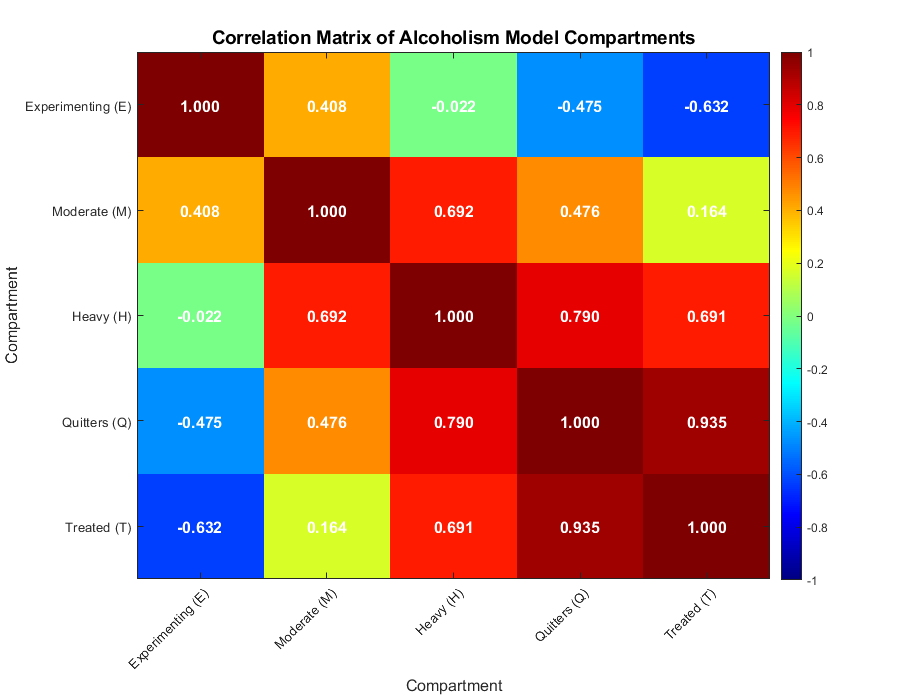 Correlation Matrix of Alcoholism Model Compartments
Compartment
Experimenting (E) 1.000 0.408 -0.022 -0.475 -0.632
Moderate (M) 0.408 1.000 0.692 0.476 0.164
Heavy (H) -0.022 0.692 1.000 0.790 0.691
Quitters (Q) -0.475 0.476 0.790 1.000 0.935
Treated (T) -0.632 0.164 0.691 0.935 1.000
Experimenting (E) Moderate (M) Heavy (H) Quitters (Q) Treated (T)
Compartment
1
0.8
0.6
0.4
0.2
0
-0.2
-0.4
-0.6
-0.8
-1